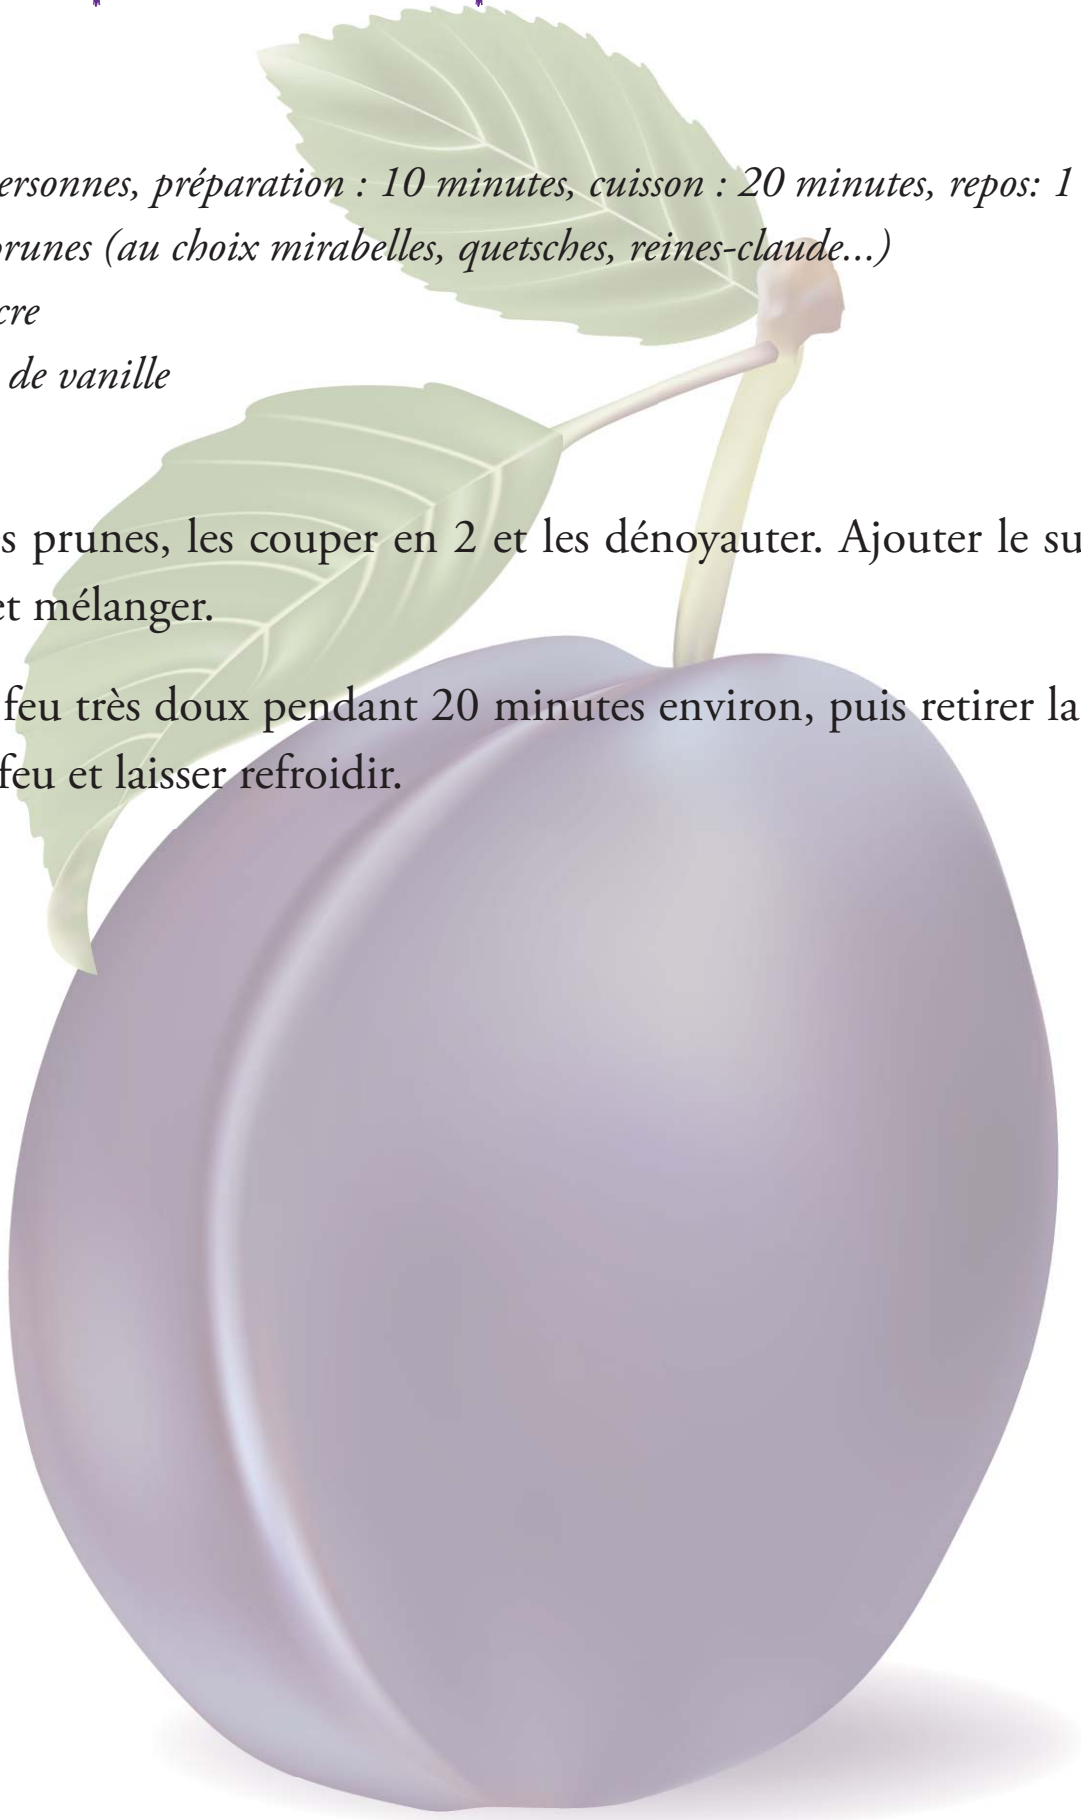 ersonnes, préparation : 10 minutes, cuisson : 20 minutes, repos: 1
prunes (au choix mirabelles, quetsches, reines-claude...)
cre
de vanille
s prunes, les couper en 2 et les dénoyauter. Ajouter le su
et mélanger.
feu très doux pendant 20 minutes environ, puis retirer la
feu et laisser refroidir.